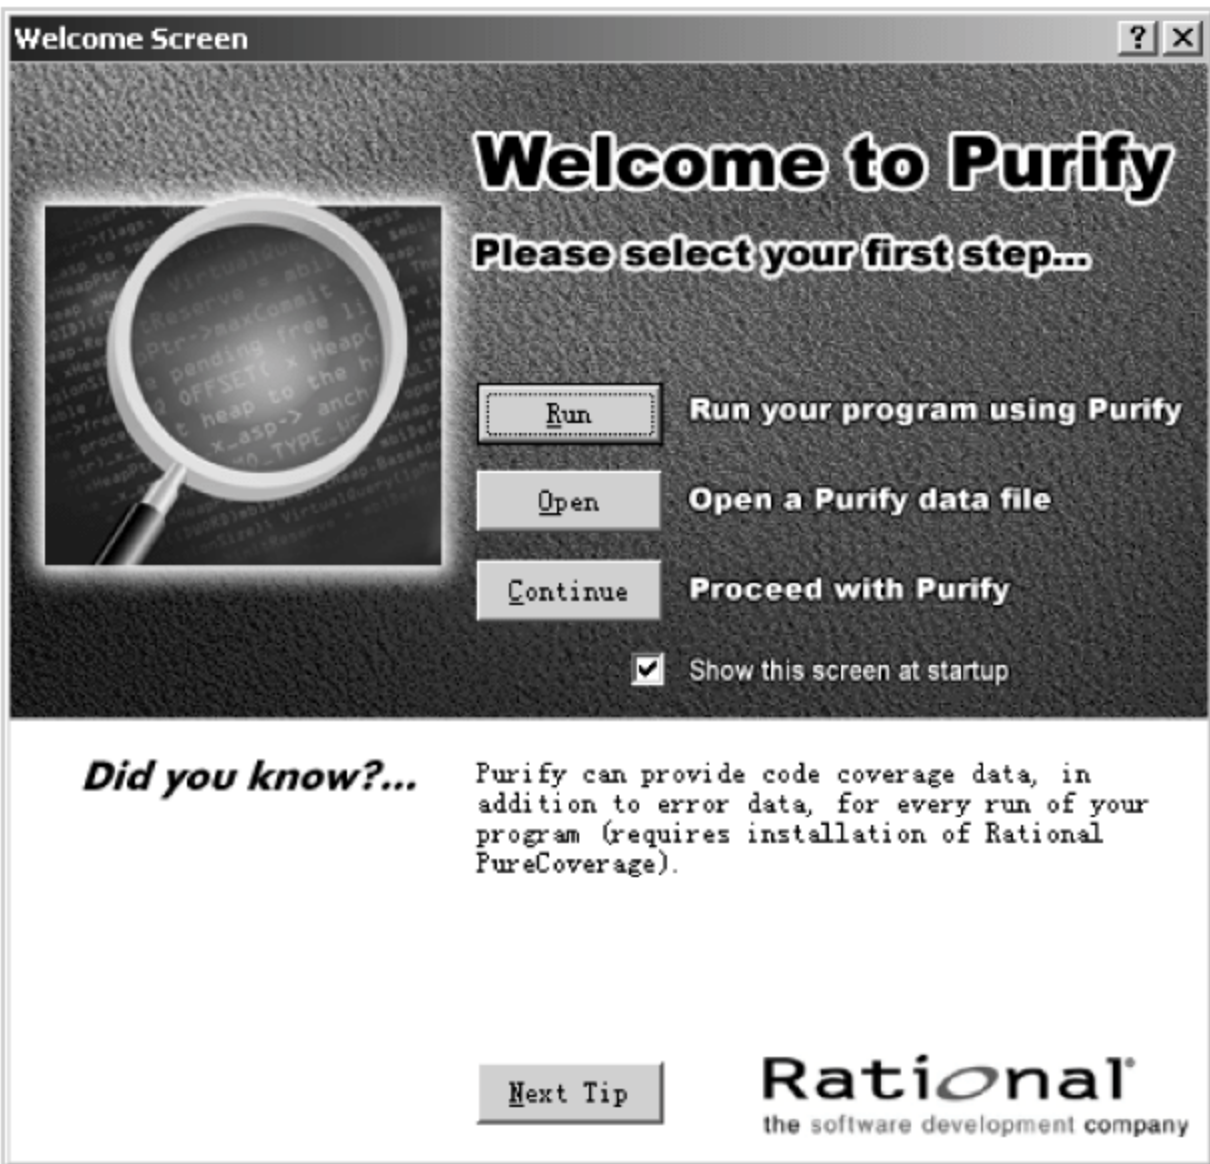 Welcome Screen
Welcome to Purify
Please select your first step...
Run
Run your program using Purify
Open
Open a Purify data file
Continue
Proceed with Purify
Show this screen at startup
Did you know?...
Purify can provide code coverage data, in
addition to error data, for every run of your
program (requires installation of Rational
PureCoverage).
Next Tip
Rational
the software development company